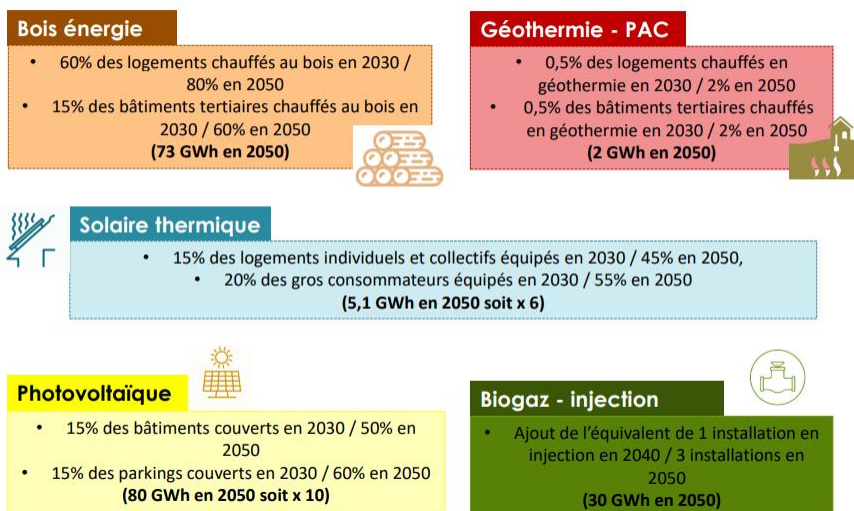 Bois énergie
• 60% des logements chauffés au bois en 2030 /
80% en 2050
• 15% des bâtiments tertiaires chauffés au bois en
2030 / 60% en 2050
(73 GWh en 2050)
Géothermie - PAC
• 0,5% des logements chauffés en
géothermie en 2030 / 2% en 2050
• 0,5% des bâtiments tertiaires chauffés
en géothermie en 2030 / 2% en 2050
(2 GWh en 2050)
Solaire thermique
• 15% des logements individuels et collectifs équipés en 2030 / 45% en 2050,
• 20% des gros consommateurs équipés en 2030 / 55% en 2050
(5,1 GWh en 2050 soit x 6)
Photovoltaïque
• 15% des bâtiments couverts en 2030 / 50% en
2050
• 15% des parkings couverts en 2030 / 60% en 2050
(80 GWh en 2050 soit x 10)
Biogaz - injection
• Ajout de l'équivalent de 1 installation en
injection en 2040 / 3 installations en
2050
(30 GWh en 2050)